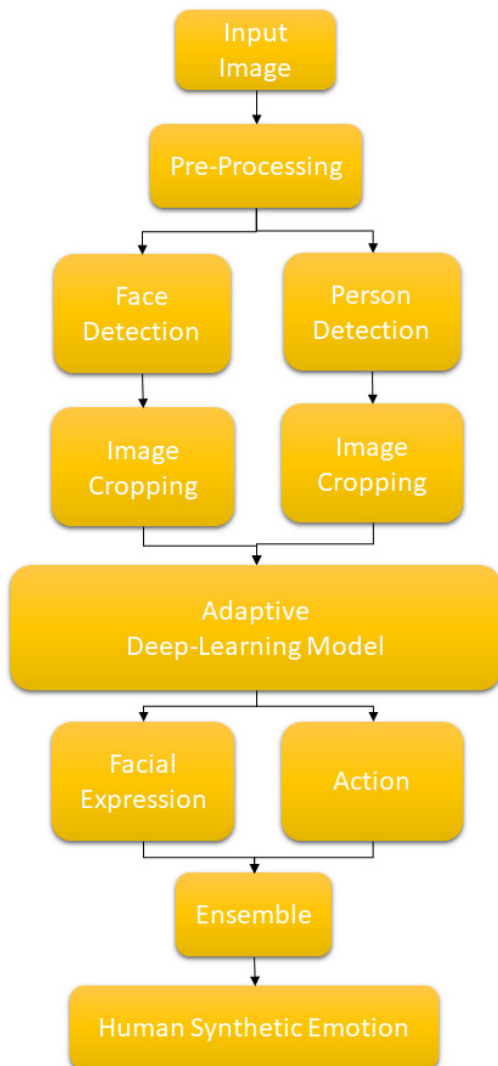 Input
Image
Pre-Processing
Face
Detection
Person
Detection
Image
Cropping
Image
Cropping
Adaptive
Deep-Learning Model
Facial
Expression
Action
Ensemble
Human Synthetic Emotion